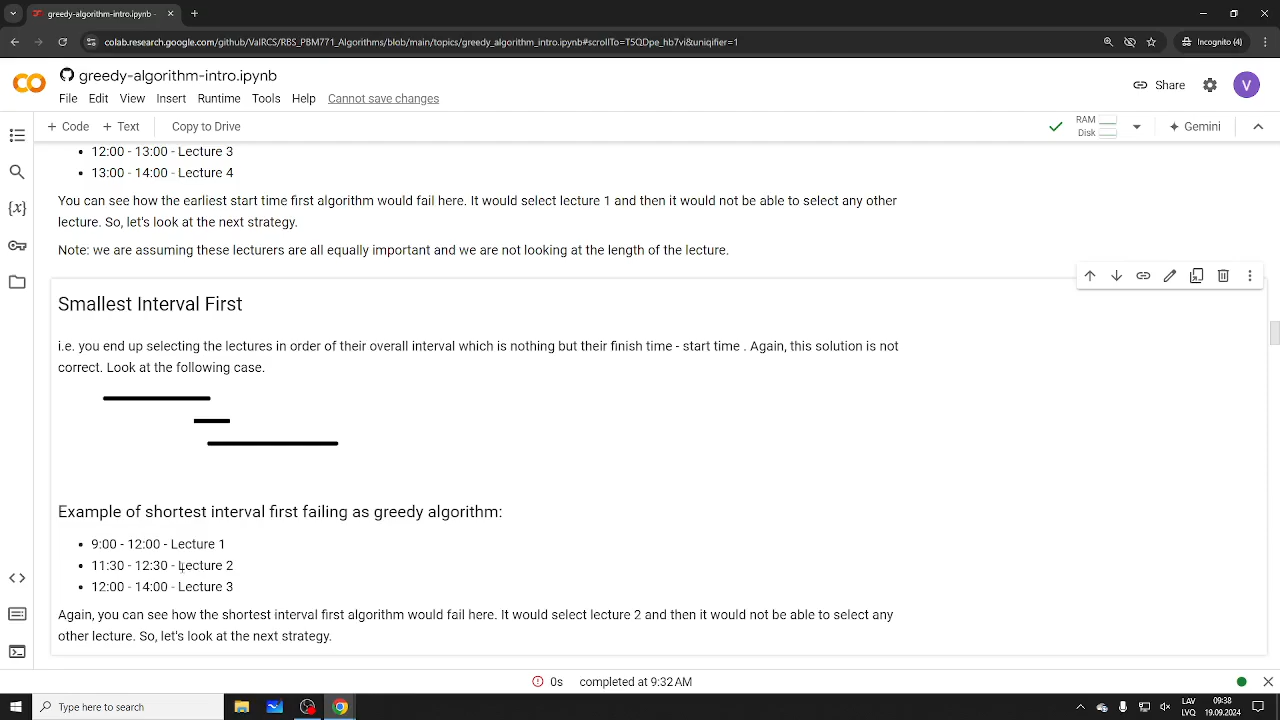 greedy-algorithm-intro.ipynb -
colab.research.google.com/github/ValRCS/RBS_PBM771_Algorithms/blob/main/topics/greedy_algorithm_intro.ipynb#scrollTo=T5QDpe_hb7vi&uniqifier=1
Incognito (4)
greedy-algorithm-intro.ipynb
Share
V
File Edit View Insert Runtime Tools Help Cannot save changes
+ Code + Text Copy to Drive
RAM
Disk
Gemini
• 12:00 - 13:00 - Lecture 3
• 13:00 - 14:00 - Lecture 4
You can see how the earliest start time first algorithm would fail here. It would select lecture 1 and then it would not be able to select any other
lecture. So, let's look at the next strategy.
Note: we are assuming these lecturers are all equally important and we are not looking at the length of the lecture.
Smallest Interval First
i.e. you end up selecting the lectures in order of their overall interval which is nothing but their finish time - start time . Again, this solution is not
correct. Look at the following case.
Example of shortest interval first failing as greedy algorithm:
• 9:00 - 12:00 - Lecture 1
• 11:30 - 12:30 - Lecture 2
• 12:00 - 14:00 - Lecture 3
Again, you can see how the shortest interval first algorithm would fail here. It would select lecture 2 and then it would not be able to select any
other lecture. So, let's look at the next strategy.
0s completed at 9:32 AM
Type here to search
LAV
LVQ
09:38
19.09.2024